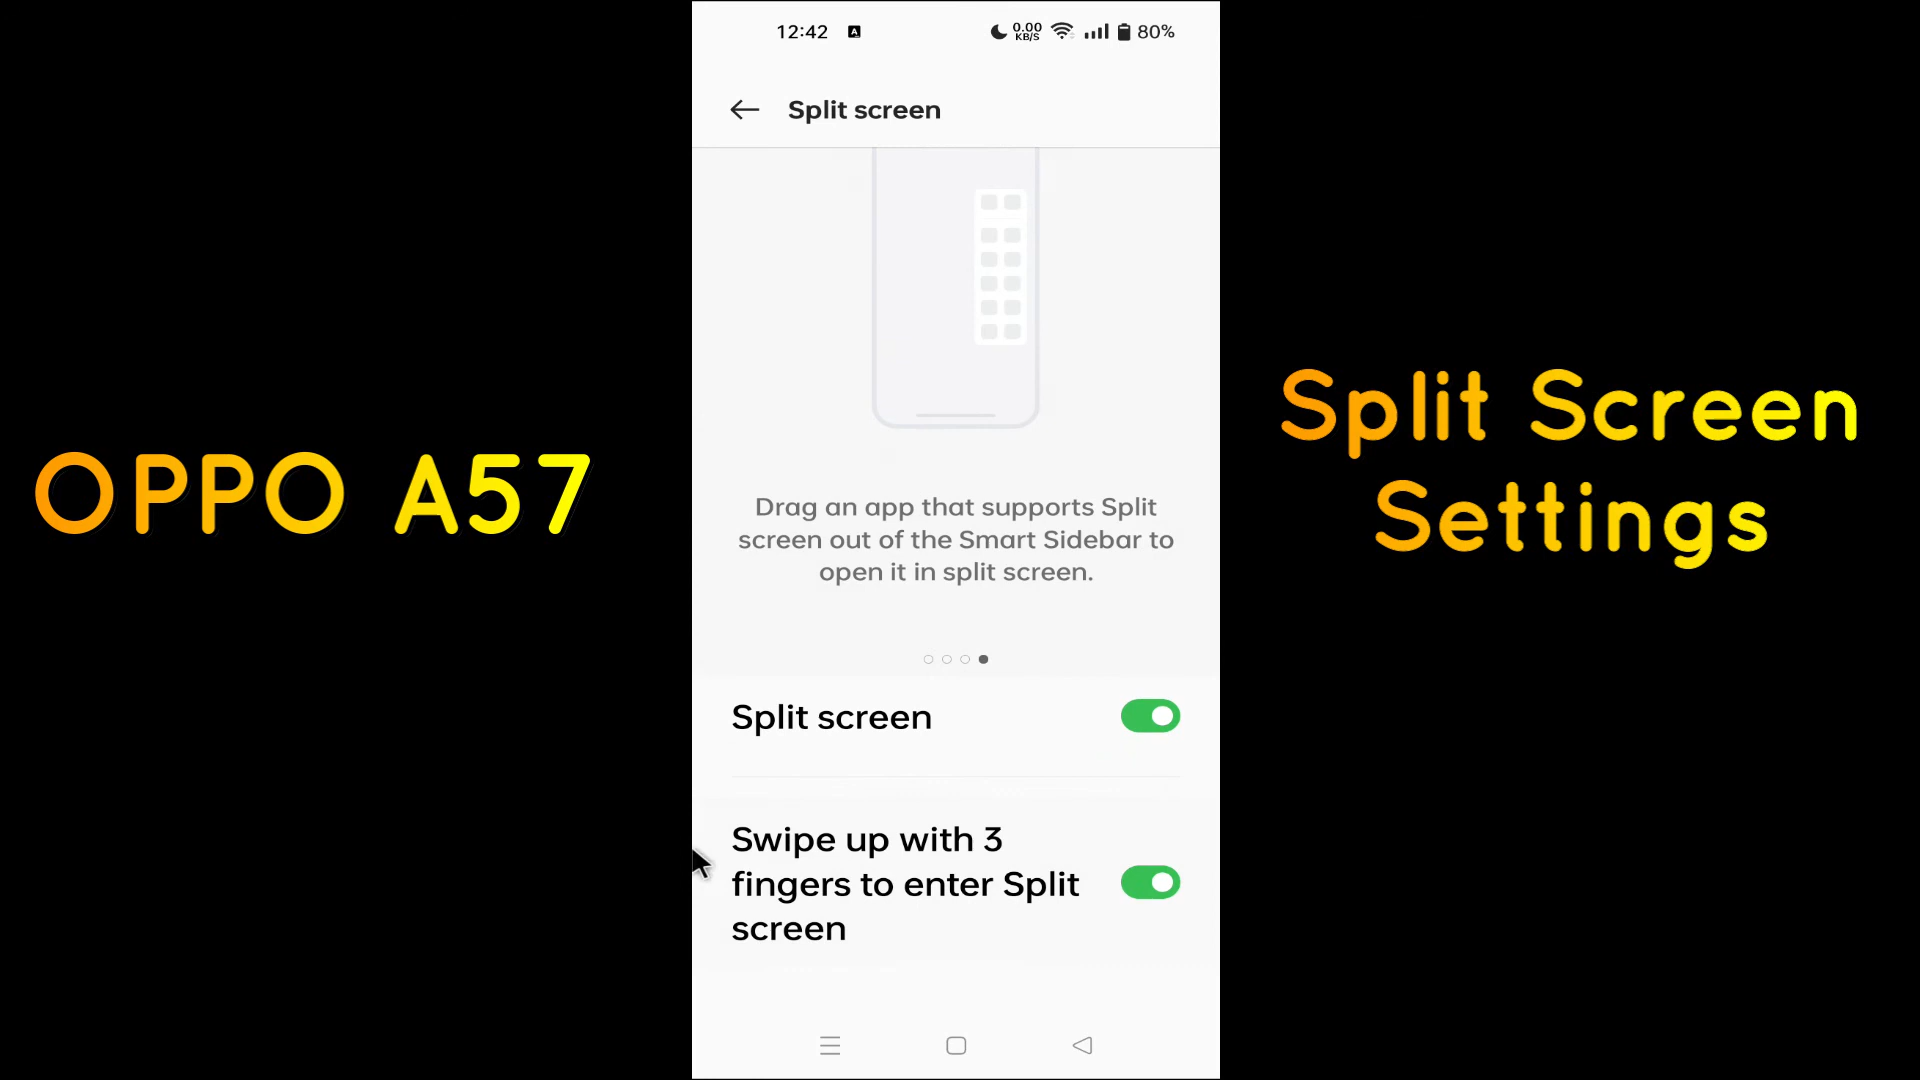 12:42 A 0.00 KB/S 80%
Split screen
OPPO A57
Split Screen
Settings
Drag an app that supports Split
screen out of the Smart Sidebar to
open it in split screen.
Split screen
Swipe up with 3
fingers to enter Split
screen